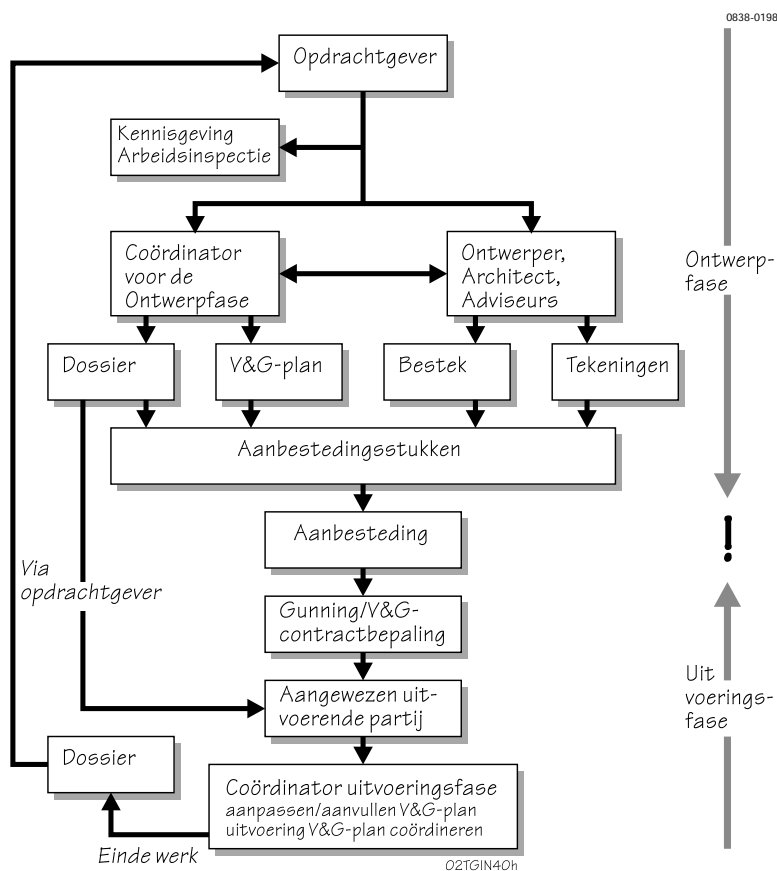 0838-0198
Opdrachtgever
Kennisgeving
Arbeidsinspectie
Coördinator
voor de
Ontwerpfase
Ontwerper,
Architect,
Adviseurs
Ontwerp-
fase
Dossier
V&G-plan
Bestek
Tekeningen
Aanbestedingsstukken
!
Aanbesteding
Via
opdrachtgever
Gunning/V&G-
contractbepaling
Uit
voerings-
fase
Aangewezen uit-
voerende partij
Dossier
Coördinator uitvoeringsfase
aanpassen/aanvullen V&G-plan
uitvoering V&G-plan coördineren
Einde werk
02TGIN40h